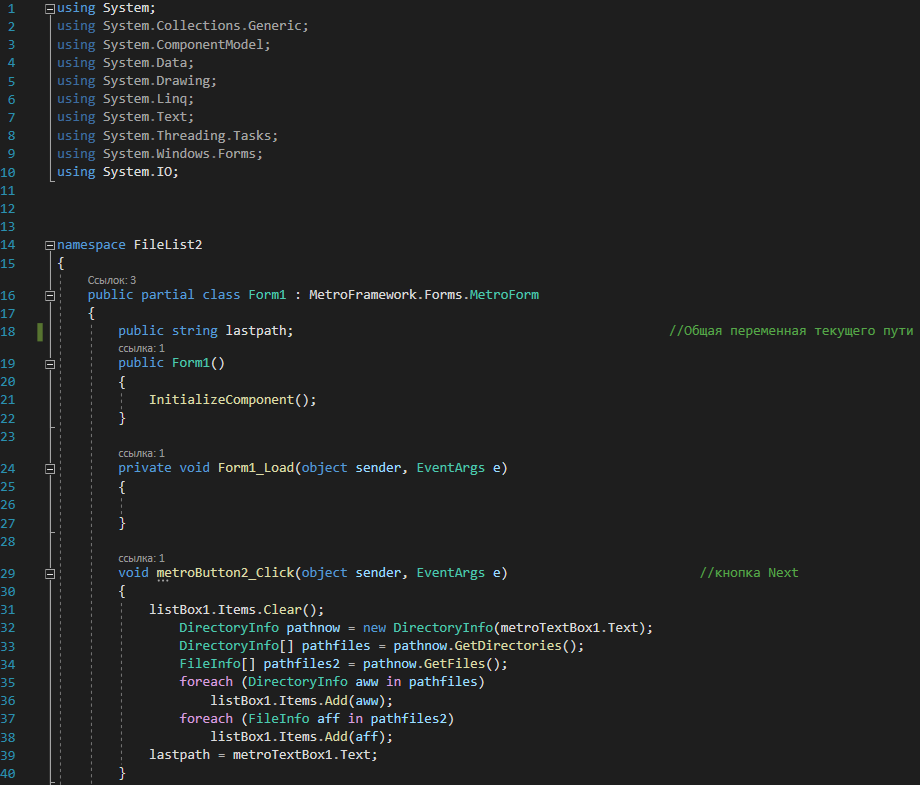 1 using System;
2 using System.Collections.Generic;
3 using System.ComponentModel;
4 using System.Data;
5 using System.Drawing;
6 using System.Linq;
7 using System.Text;
8 using System.Threading.Tasks;
9 using System.Windows.Forms;
10 using System.IO;
11
12
13
14 namespace FileList2
15 {
Ссылок: 3
16 public partial class Form1 : MetroFramework.Forms.MetroForm
17 {
18 public string lastpath; //Общая переменная текущего пути
ссылка: 1
19 public Form1()
20 {
21 InitializeComponent();
22 }
23
ссылка: 1
24 private void Form1_Load(object sender, EventArgs e)
25 {
26
27 }
28
ссылка: 1
29 void metroButton2_Click(object sender, EventArgs e) //кнопка Next
30 {
31 listBox1.Items.Clear();
32 DirectoryInfo pathnow = new DirectoryInfo(metroTextBox1.Text);
33 DirectoryInfo[] pathfiles = pathnow.GetDirectories();
34 FileInfo[] pathfiles2 = pathnow.GetFiles();
35 foreach (DirectoryInfo aww in pathfiles)
36 listBox1.Items.Add(aww);
37 foreach (FileInfo aff in pathfiles2)
38 listBox1.Items.Add(aff);
39 lastpath = metroTextBox1.Text;
40 }